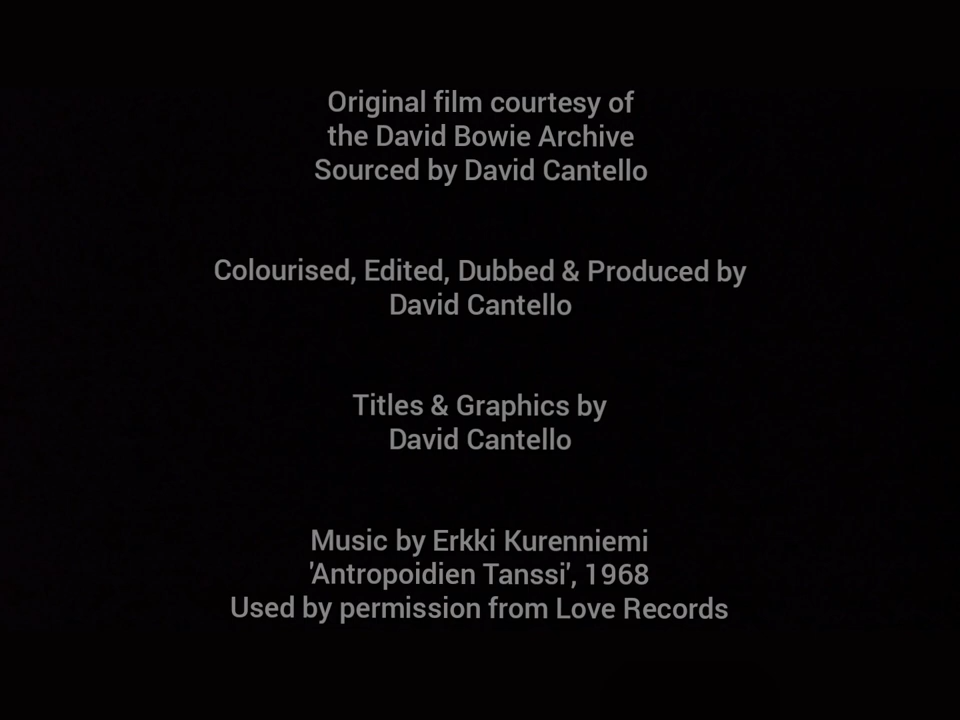 Original film courtesy of
the David Bowie Archive
Sourced by David Cantello
Colourised, Edited, Dubbed & Produced by
David Cantello
Titles & Graphics by
David Cantello
Music by Erkki Kurenniemi
'Antropoidien Tanssi', 1968
Used by permission from Love Records